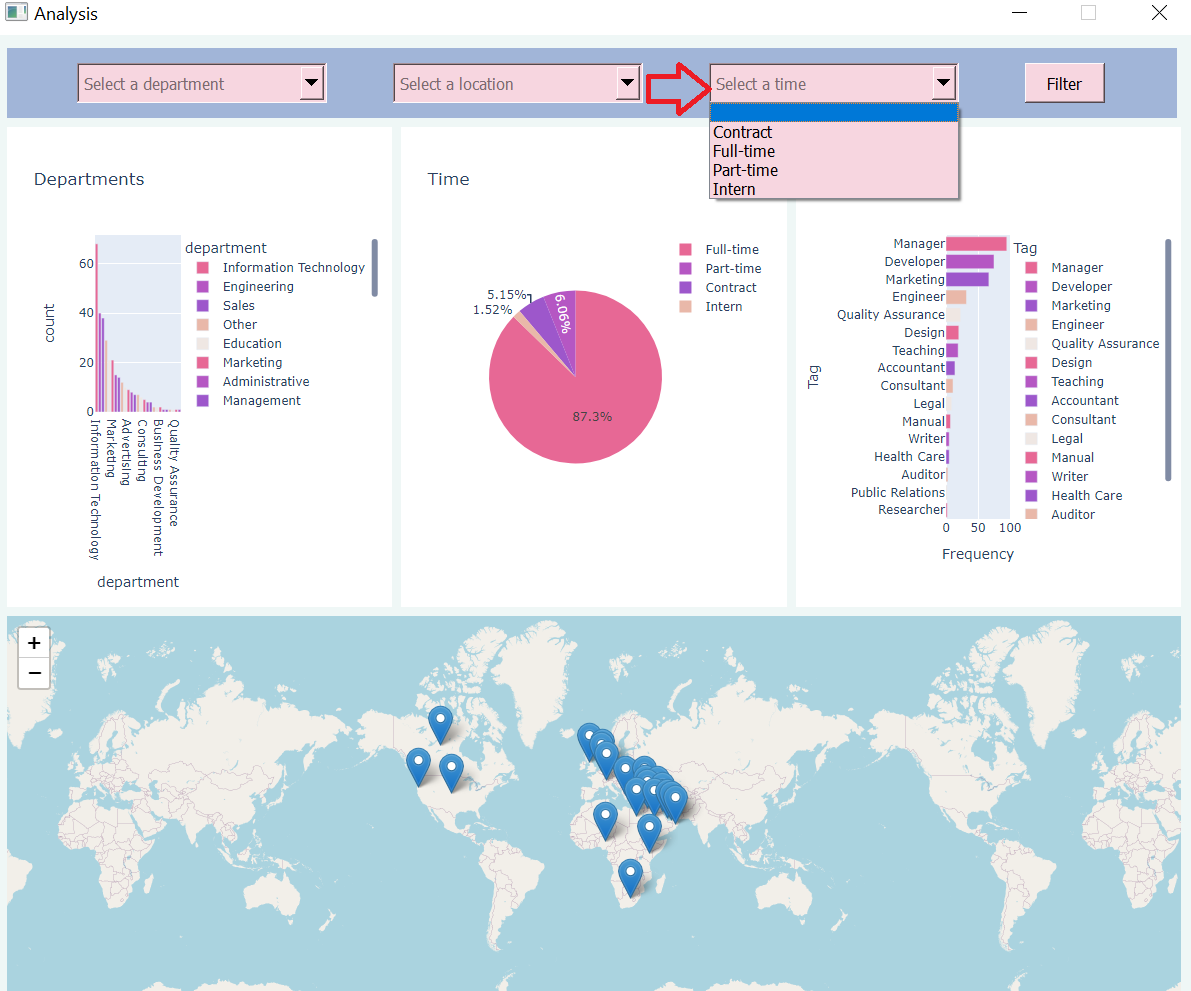 Analysis
Select a department
Select a location
Select a time
Filter
Contract
Full-time
Part-time
Intern
Departments
count
60
40
20
0
Information Technology
Marketing
Advertising
Consulting
Business Development
Quality Assurance
department
department
Information Technology
Engineering
Sales
Other
Education
Marketing
Administrative
Management
Time
5.15%
1.52%
6.06%
87.3%
Full-time
Part-time
Contract
Intern
Tag
Manager
Developer
Marketing
Engineer
Quality Assurance
Design
Teaching
Accountant
Consultant
Legal
Manual
Writer
Health Care
Auditor
Public Relations
Researcher
0 50 100
Frequency
Tag
Manager
Developer
Marketing
Engineer
Quality Assurance
Design
Teaching
Accountant
Consultant
Legal
Manual
Writer
Health Care
Auditor
+
−